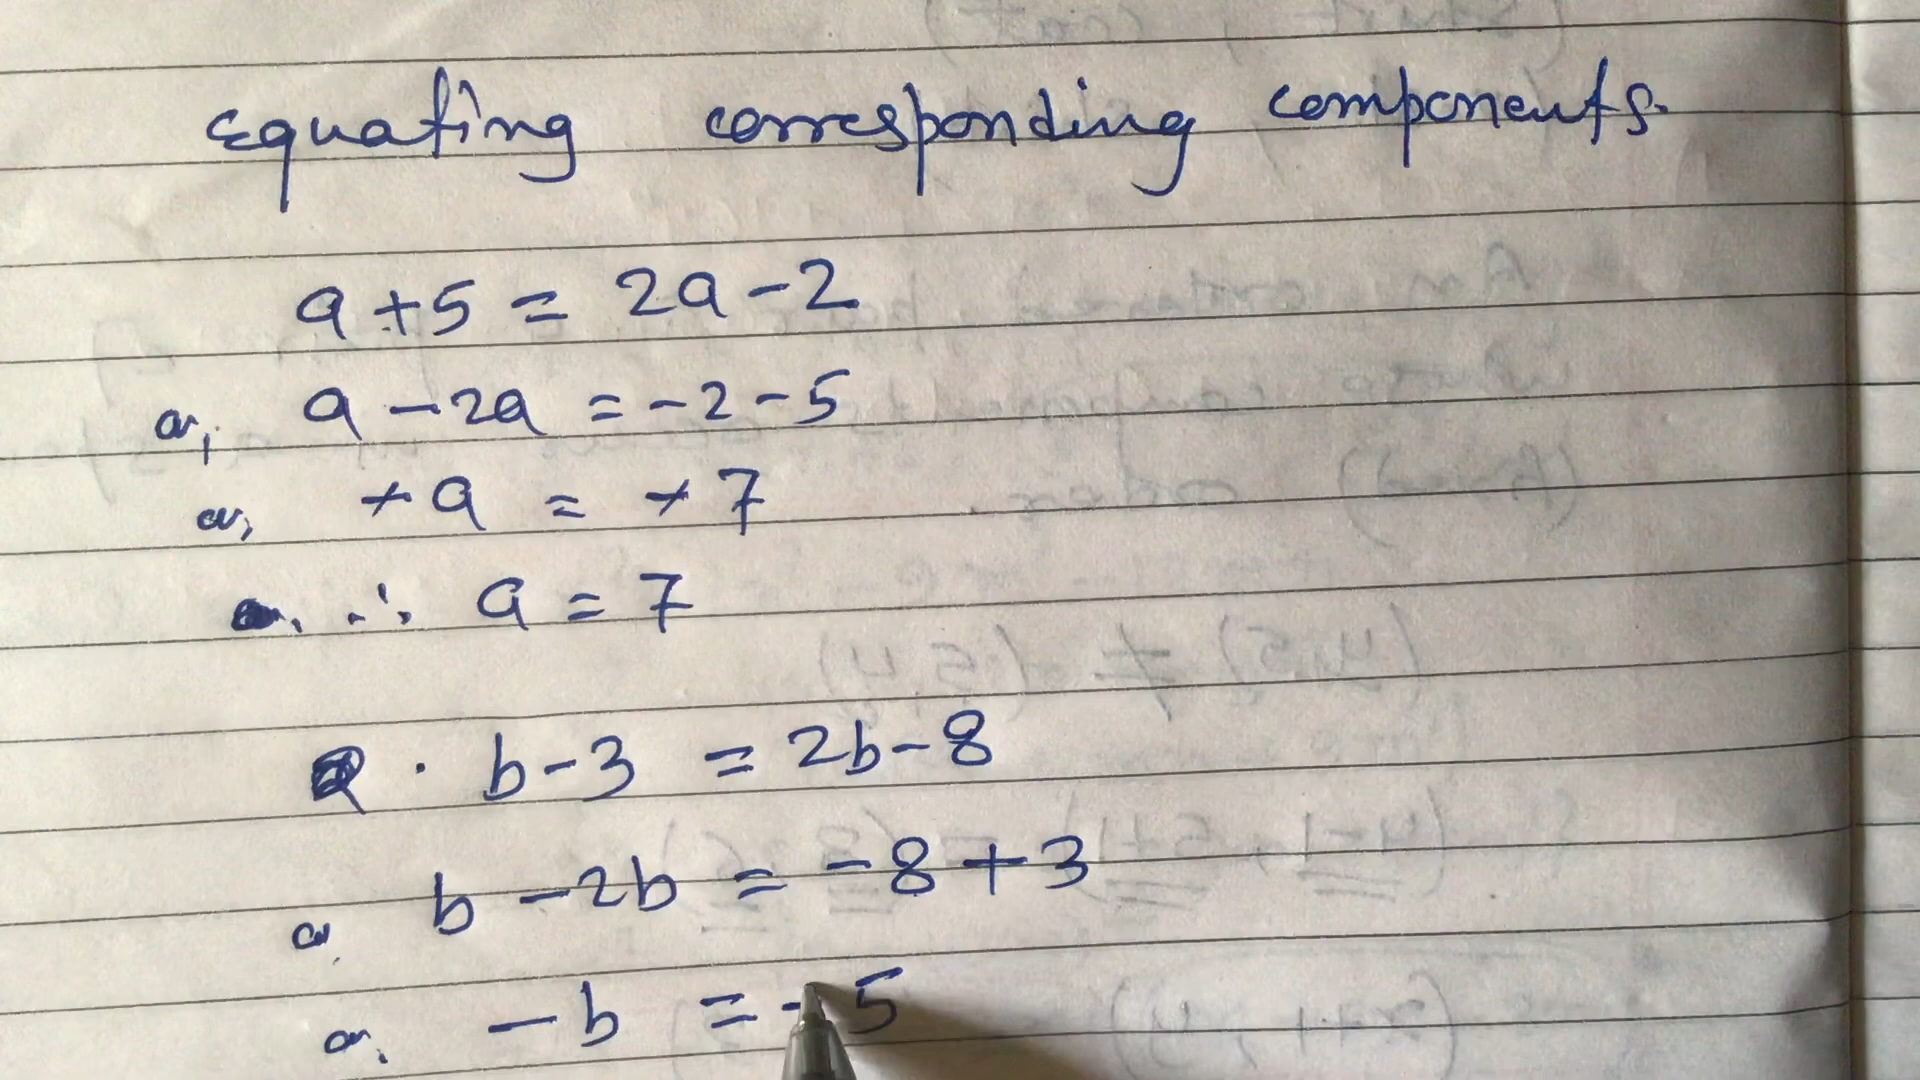 Equating corresponding components.
a + 5 = 2a - 2
or, a - 2a = -2 - 5
or, + a = + 7
∴ a = 7
b - 3 = 2b - 8
or, b - 2b = -8 + 3
or, - b = - 5